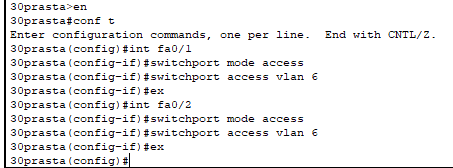 30prasta>en
30prasta#conf t
Enter configuration commands, one per line.  End with CNTL/Z.
30prasta(config)#int fa0/1
30prasta(config-if)#switchport mode access
30prasta(config-if)#switchport access vlan 6
30prasta(config-if)#ex
30prasta(config)#int fa0/2
30prasta(config-if)#switchport mode access
30prasta(config-if)#switchport access vlan 6
30prasta(config-if)#ex
30prasta(config)#